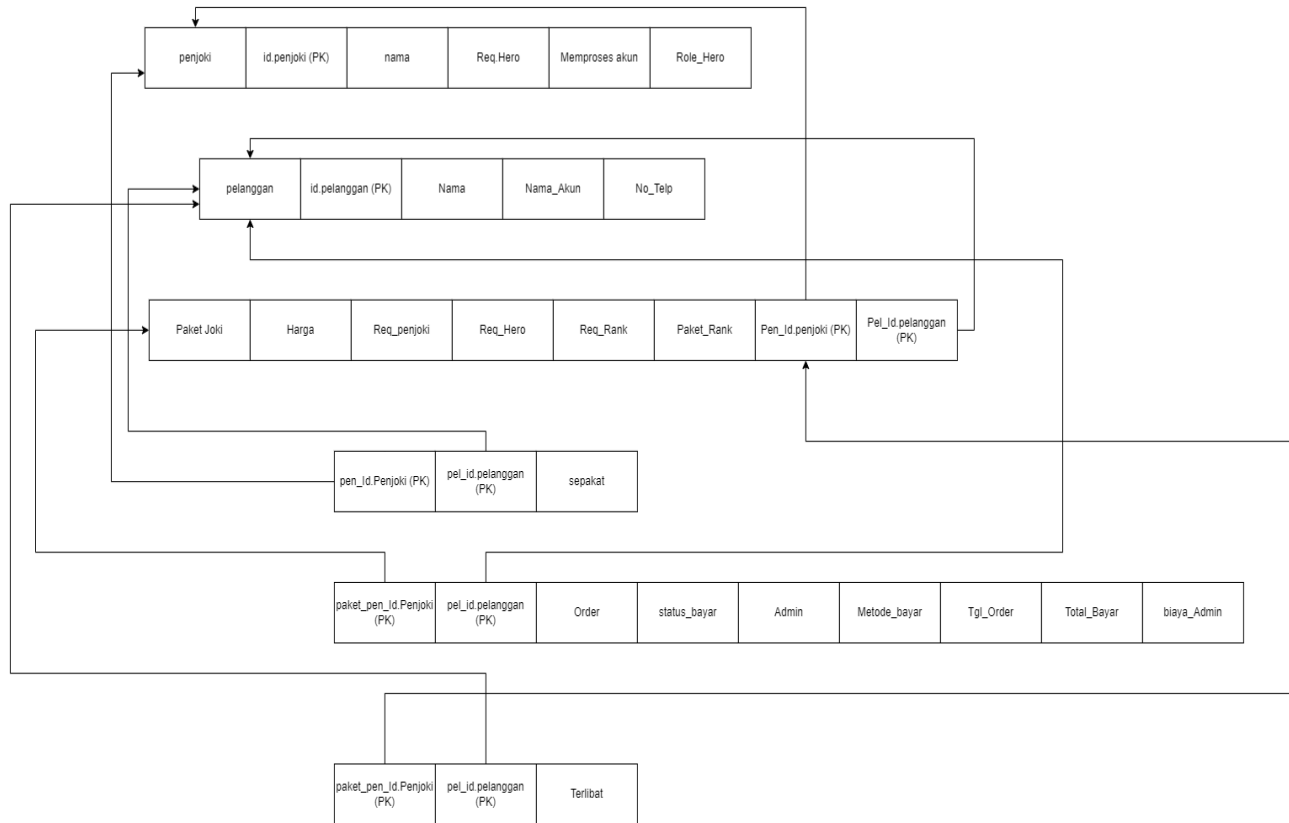 penjoki
id.penjoki (PK)
nama
Req.Hero
Memproses akun
Role_Hero
pelanggan
id.pelanggan (PK)
Nama
Nama_Akun
No_Telp
Paket Joki
Harga
Req_penjoki
Req_Hero
Req_Rank
Paket_Rank
Pen_Id.penjoki (PK)
Pel_Id.pelanggan
(PK)
pen_Id.Penjoki (PK)
pel_id.pelanggan
(PK)
sepakat
paket_pen_Id.Penjoki
(PK)
pel_id.pelanggan
(PK)
Order
status_bayar
Admin
Metode_bayar
Tgl_Order
Total_Bayar
biaya_Admin
paket_pen_Id.Penjoki
(PK)
pel_id.pelanggan
(PK)
Terlibat